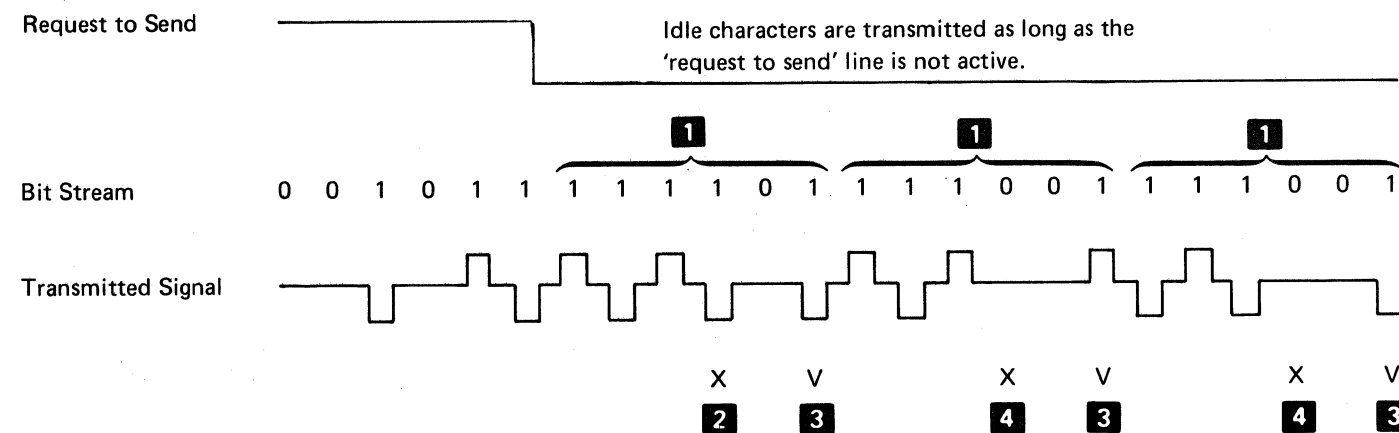 Request to Send
Idle characters are transmitted as long as the
'request to send' line is not active.
1 1 1
Bit Stream 0 0 1 0 1 1 1 1 1 1 0 1 1 1 1 0 0 1 1 1 1 0 0 1
Transmitted Signal
X V X V X V
2 3 4 3 4 3